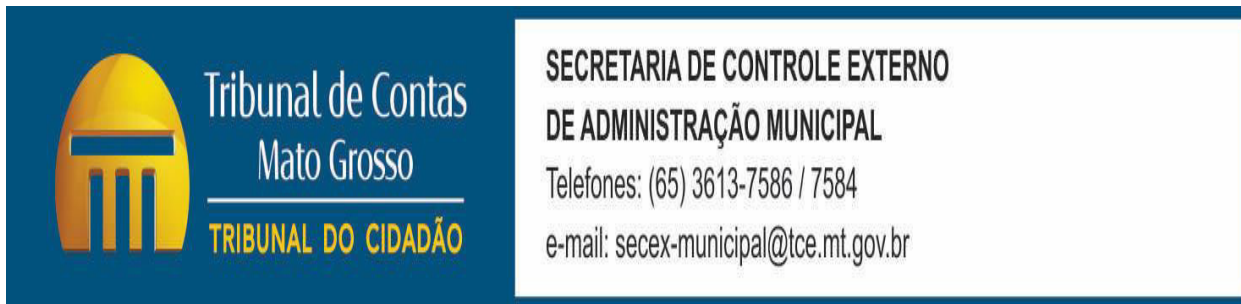 Tribunal de Contas
Mato Grosso
TRIBUNAL DO CIDADÃO
SECRETARIA DE CONTROLE EXTERNO
DE ADMINISTRAÇÃO MUNICIPAL
Telefones: (65) 3613-7586 / 7584
e-mail: secex-municipal@tce.mt.gov.br